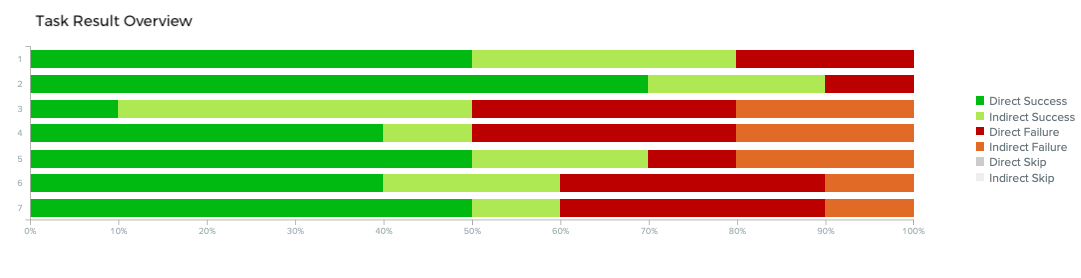 Task Result Overview
1
2
3
4
5
6
7
0% 10% 20% 30% 40% 50% 60% 70% 80% 90% 100%
Direct Success
Indirect Success
Direct Failure
Indirect Failure
Direct Skip
Indirect Skip